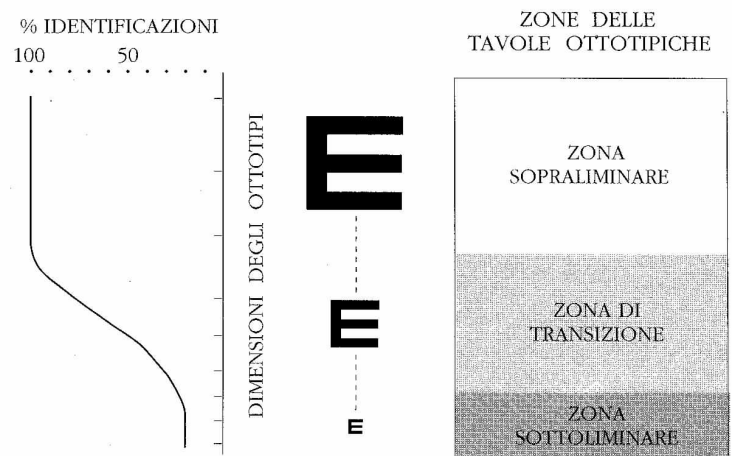 % IDENTIFICAZIONI
100 50
DIMENSIONI DEGLI OTTOTIPI
E
E
E
ZONE DELLE
TAVOLE OTTOTIPICHE
ZONA
SOPRALIMINARE
ZONA DI
TRANSIZIONE
ZONA
SOTTOLIMINARE